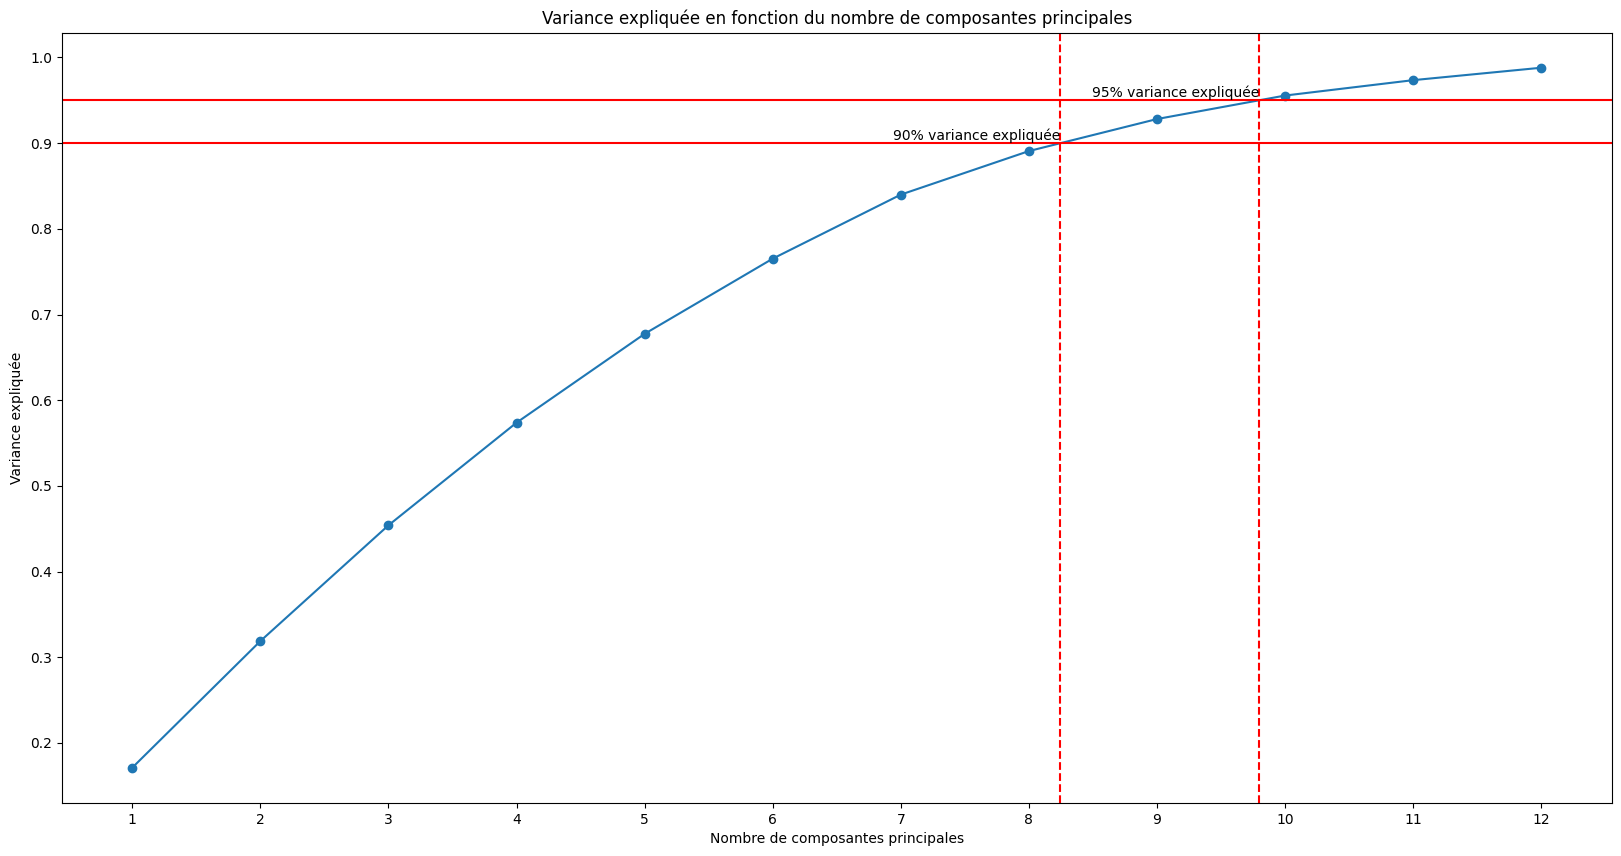 Variance expliquée en fonction du nombre de composantes principales
1.0
95% variance expliquée
90% variance expliquée
0.9
0.8
0.7
0.6
0.5
0.4
0.3
0.2
Variance expliquée
1 2 3 4 5 6 7 8 9 10 11 12
Nombre de composantes principales